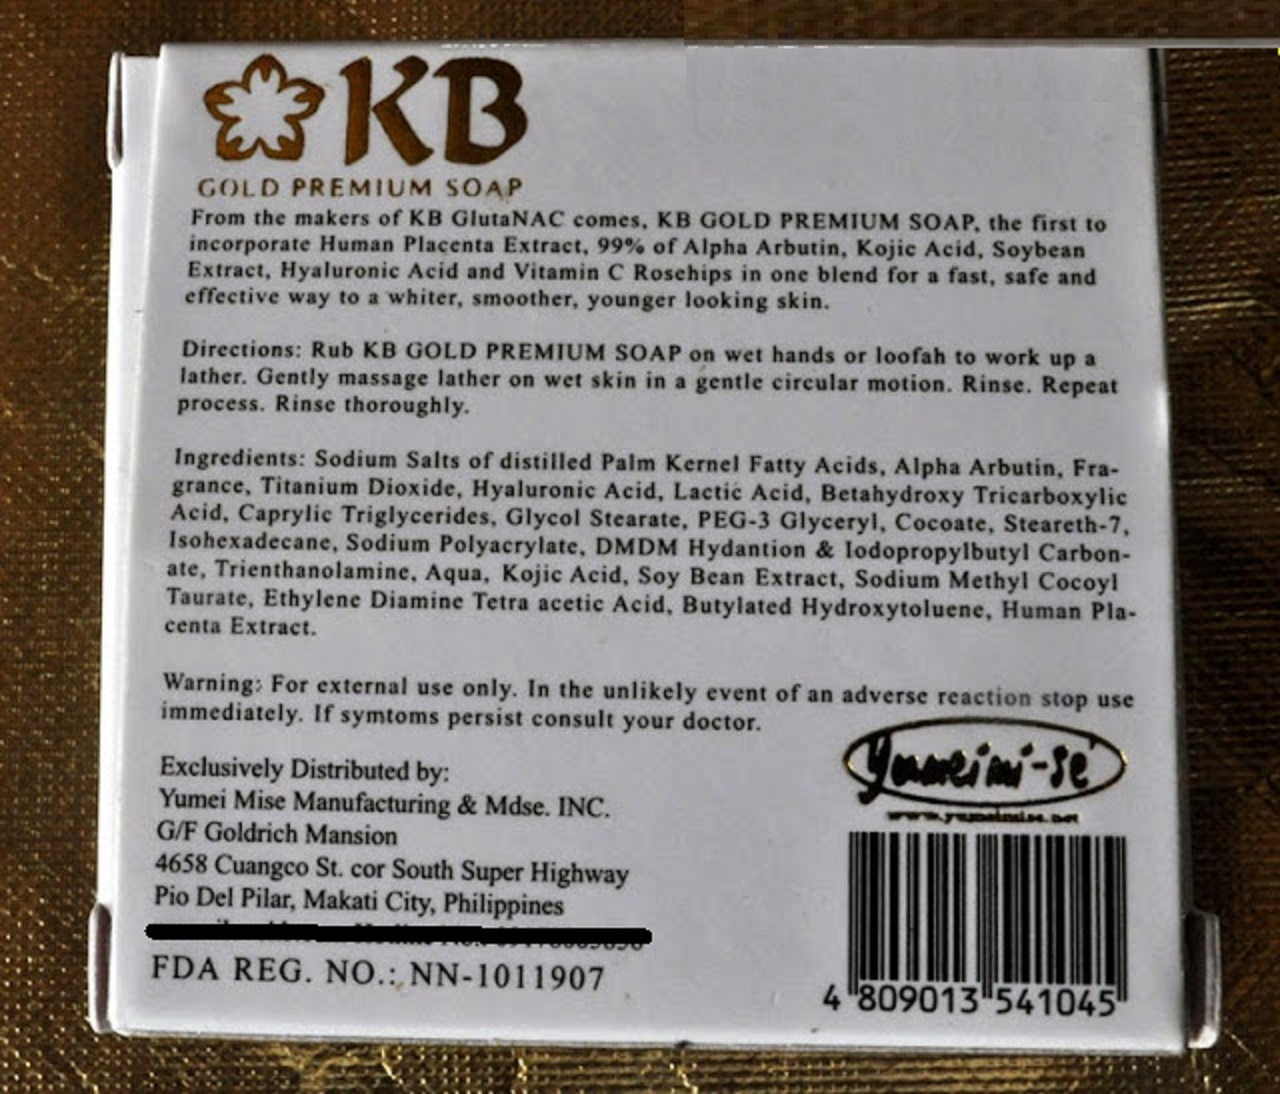 KB
GOLD PREMIUM SOAP
From the makers of KB GlutaNAC comes, KB GOLD PREMIUM SOAP, the first to
incorporate Human Placenta Extract, 99% of Alpha Arbutin, Kojic Acid, Soybean
Extract, Hyaluronic Acid and Vitamin C Rosehips in one blend for a fast, safe and
effective way to a whiter, smoother, younger looking skin.
Directions: Rub KB GOLD PREMIUM SOAP on wet hands or loofah to work up a
lather. Gently massage lather on wet skin in a gentle circular motion. Rinse. Repeat
process. Rinse thoroughly.
Ingredients: Sodium Salts of distilled Palm Kernel Fatty Acids, Alpha Arbutin, Fra-
grance, Titanium Dioxide, Hyaluronic Acid, Lactic Acid, Betahydroxy Tricarboxylic
Acid, Caprylic Triglycerides, Glycol Stearate, PEG-3 Glyceryl, Cocoate, Steareth-7,
Isohexadecane, Sodium Polyacrylate, DMDM Hydantion & Iodopropylbutyl Carbon-
ate, Trienthanolamine, Aqua, Kojic Acid, Soy Bean Extract, Sodium Methyl Cocoyl
Taurate, Ethylene Diamine Tetra acetic Acid, Butylated Hydroxytoluene, Human Pla-
centa Extract.
Warning: For external use only. In the unlikely event of an adverse reaction stop use
immediately. If symtoms persist consult your doctor.
Yumeimi-se
www.yumeimise.net
Exclusively Distributed by:
Yumei Mise Manufacturing & Mdse. INC.
G/F Goldrich Mansion
4658 Cuangco St. cor South Super Highway
Pio Del Pilar, Makati City, Philippines
FDA REG. NO.: NN-1011907
4 809013 541045